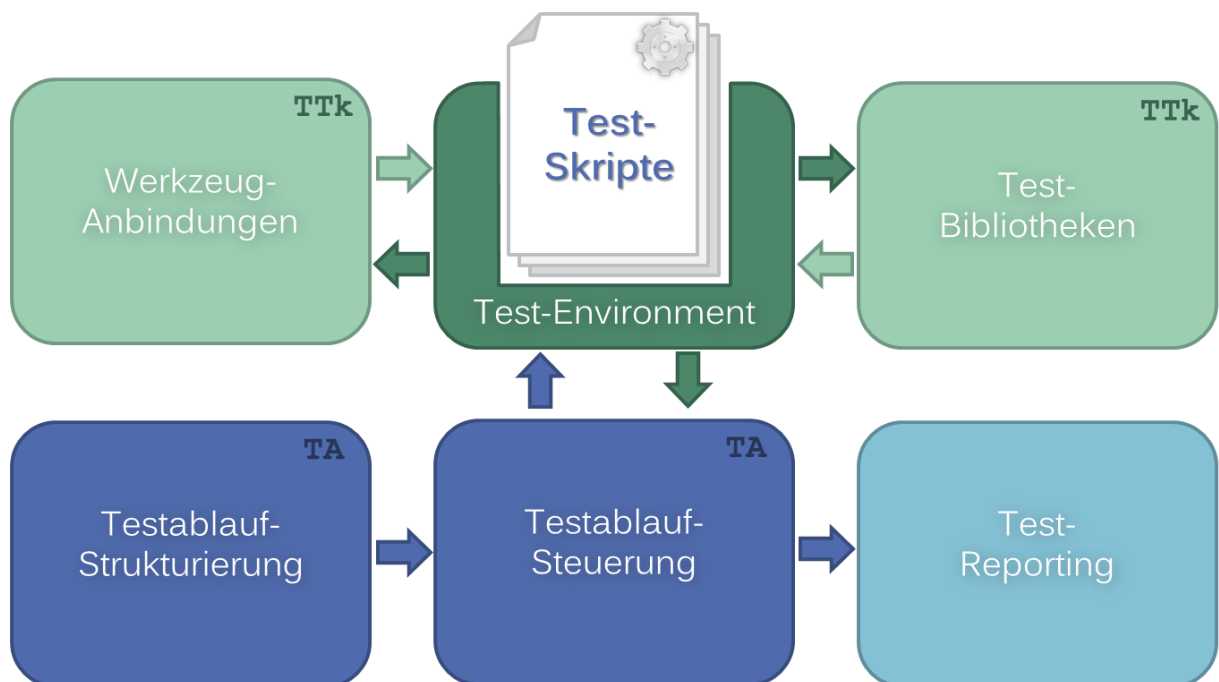 TTk
Werkzeug-
Anbindungen
Test-
Skripte
Test-Environment
TTk
Test-
Bibliotheken
TA
Testablauf-
Strukturierung
TA
Testablauf-
Steuerung
Test-
Reporting